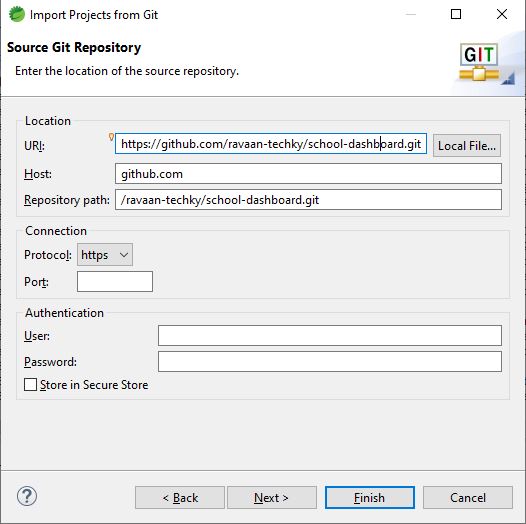 Import Projects from Git
Source Git Repository
Enter the location of the source repository.
GIT
Location
URI: https://github.com/ravaan-techky/school-dashboard.git Local File...
Host: github.com
Repository path: /ravaan-techky/school-dashboard.git
Connection
Protocol: https
Port:
Authentication
User:
Password:
Store in Secure Store
? < Back Next > Finish Cancel